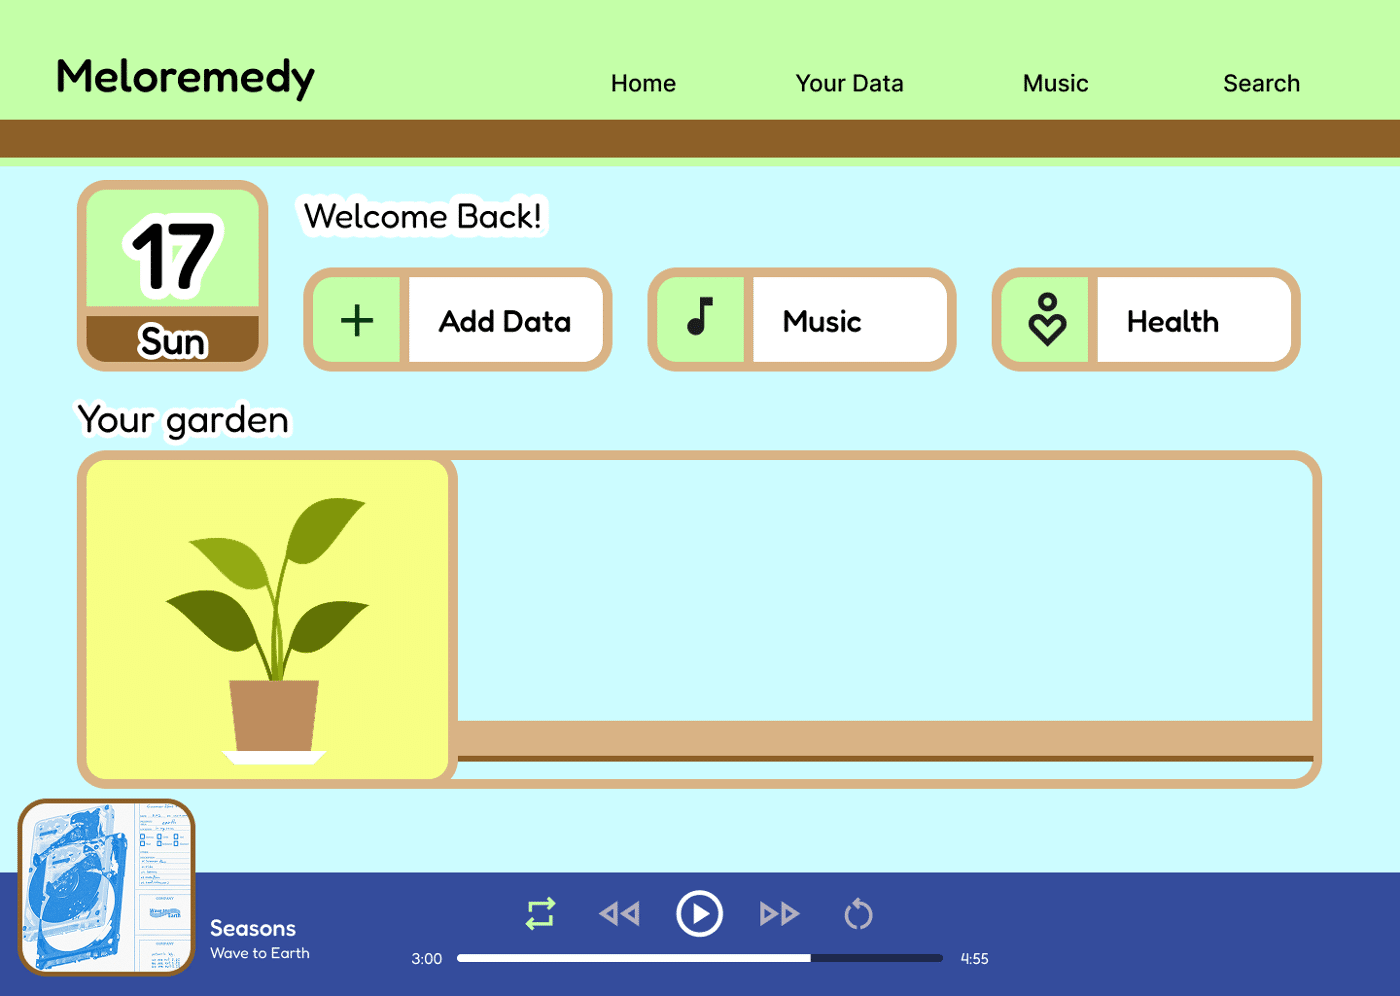 Meloremedy
Home
Your Data
Music
Search
17
Sun
Welcome Back!
Add Data
Music
Health
Your garden
Seasons
Wave to Earth
3:00
4:55